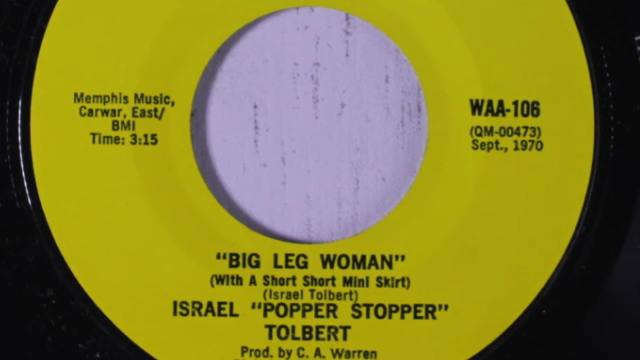 Memphis Music,
Carwar, East/
BMI
Time: 3:15
WAA-106
(QM-00473)
Sept., 1970
"BIG LEG WOMAN"
(With A Short Short Mini Skirt)
(Israel Tolbert)
ISRAEL "POPPER STOPPER"
TOLBERT
Prod. by C. A. Warren